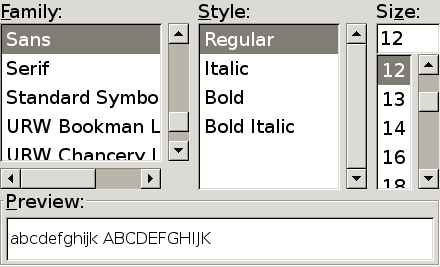 Family:
Sans
Serif
Standard Symbo
URW Bookman L
URW Chancery L
Style:
Regular
Italic
Bold
Bold Italic
Size:
12
12
13
14
16
18
Preview:
abcdefghijk ABCDEFGHIJK